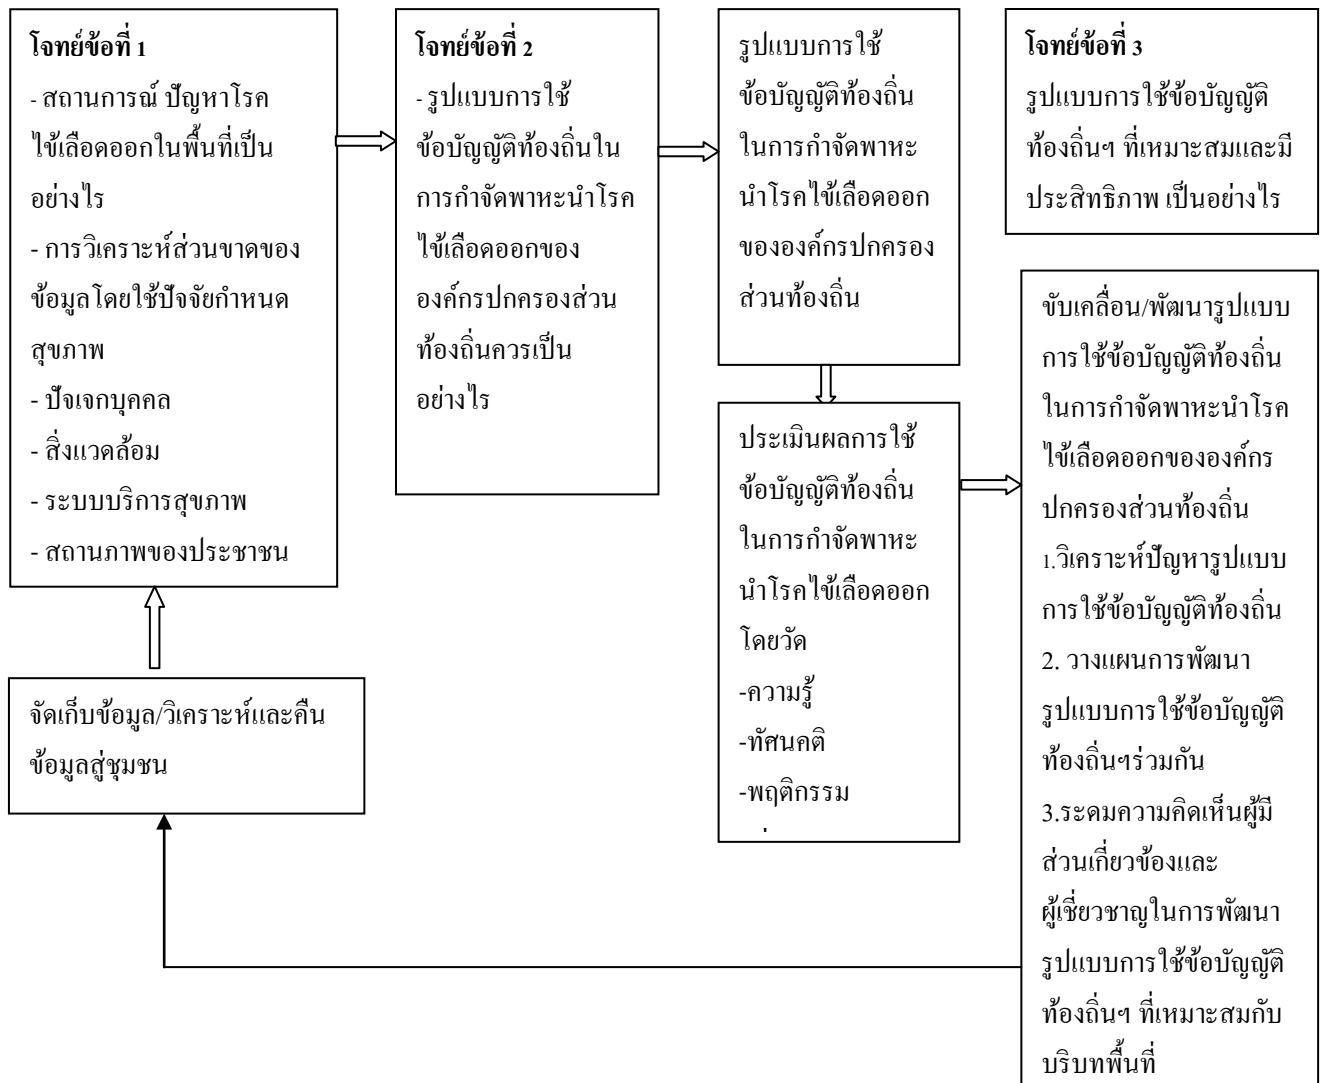 โจทย์ข้อที่ 1
- สถานการณ์ ปัญหาโรค
ไข้เลือดออกในพื้นที่เป็น
อย่างไร
- การวิเคราะห์ส่วนขาดของ
ข้อมูลโดยใช้ปัจจัยกำหนด
สุขภาพ
- ปัจเจกบุคคล
- สิ่งแวดล้อม
- ระบบบริการสุขภาพ
- สถานภาพของประชาชน
จัดเก็บข้อมูล/วิเคราะห์และคืน
ข้อมูลสู่ชุมชน
โจทย์ข้อที่ 2
- รูปแบบการใช้
ข้อบัญญัติท้องถิ่นใน
การกำจัดพาหะนำโรค
ไข้เลือดออกของ
องค์กรปกครองส่วน
ท้องถิ่นควรเป็น
อย่างไร
รูปแบบการใช้
ข้อบัญญัติท้องถิ่น
ในการกำจัดพาหะ
นำโรคไข้เลือดออก
ขององค์กรปกครอง
ส่วนท้องถิ่น
ประเมินผลการใช้
ข้อบัญญัติท้องถิ่น
ในการกำจัดพาหะ
นำโรคไข้เลือดออก
โดยวัด
-ความรู้
-ทัศนคติ
-พฤติกรรม
โจทย์ข้อที่ 3
รูปแบบการใช้ข้อบัญญัติ
ท้องถิ่นฯ ที่เหมาะสมและมี
ประสิทธิภาพ เป็นอย่างไร
ขับเคลื่อน/พัฒนารูปแบบ
การใช้ข้อบัญญัติท้องถิ่น
ในการกำจัดพาหะนำโรค
ไข้เลือดออกขององค์กร
ปกครองส่วนท้องถิ่น
1.วิเคราะห์ปัญหารูปแบบ
การใช้ข้อบัญญัติท้องถิ่น
2. วางแผนการพัฒนา
รูปแบบการใช้ข้อบัญญัติ
ท้องถิ่นฯร่วมกัน
3.ระดมความคิดเห็นผู้มี
ส่วนเกี่ยวข้องและ
ผู้เชี่ยวชาญในการพัฒนา
รูปแบบการใช้ข้อบัญญัติ
ท้องถิ่นฯ ที่เหมาะสมกับ
บริบทพื้นที่